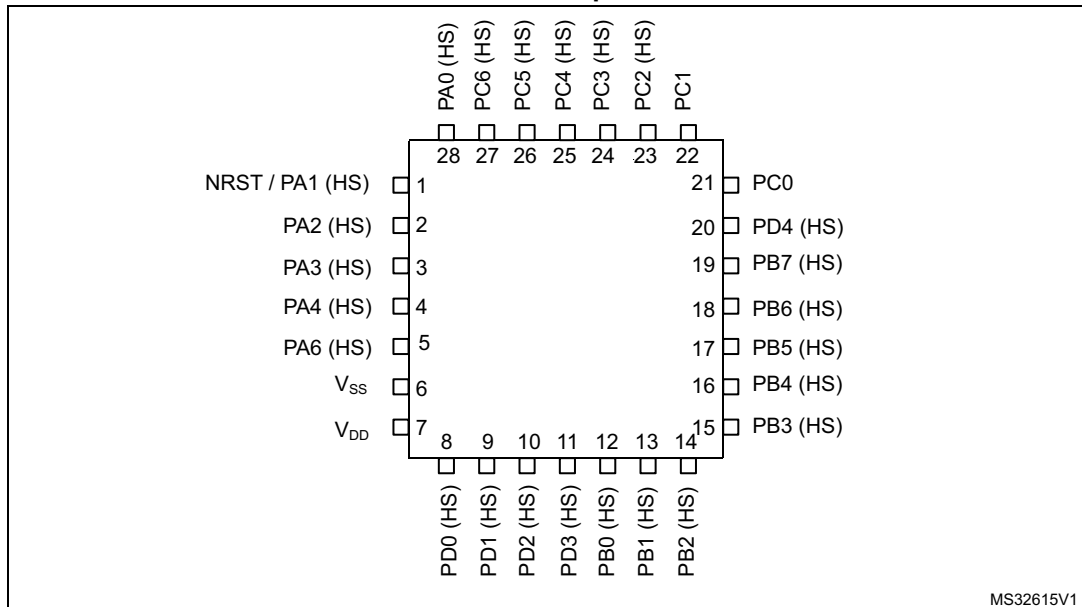 PA0 (HS)
PC6 (HS)
PC5 (HS)
PC4 (HS)
PC3 (HS)
PC2 (HS)
PC1
28 27 26 25 24 23 22
NRST / PA1 (HS) 1
PA2 (HS) 2
PA3 (HS) 3
PA4 (HS) 4
PA6 (HS) 5
VSS 6
VDD 7
21 PC0
20 PD4 (HS)
19 PB7 (HS)
18 PB6 (HS)
17 PB5 (HS)
16 PB4 (HS)
15 PB3 (HS)
8 9 10 11 12 13 14
PD0 (HS)
PD1 (HS)
PD2 (HS)
PD3 (HS)
PB0 (HS)
PB1 (HS)
PB2 (HS)
MS32615V1